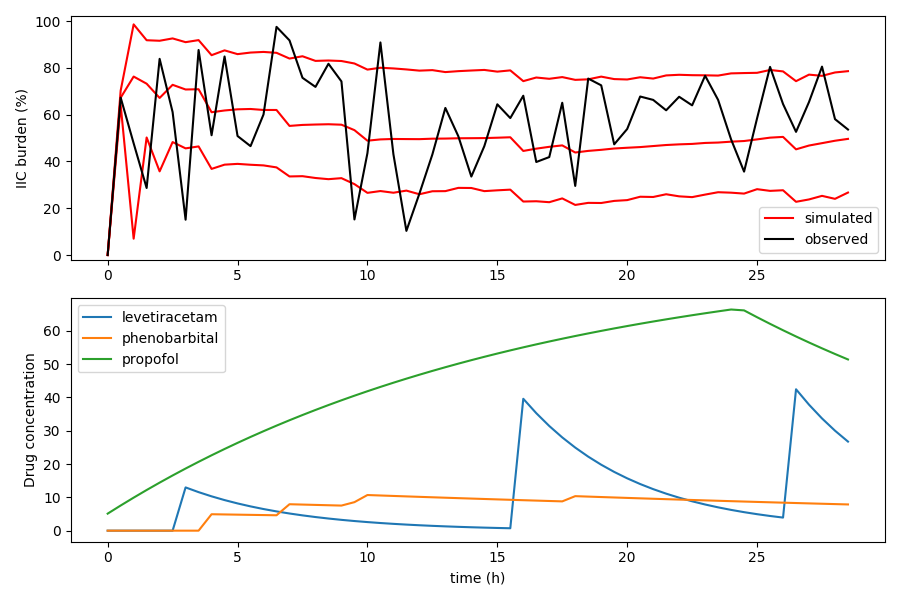 IIC burden (%)
100
80
60
40
20
0
simulated
observed
0 5 10 15 20 25
Drug concentration
60
50
40
30
20
10
0
levetiracetam
phenobarbital
propofol
0 5 10 15 20 25
time (h)